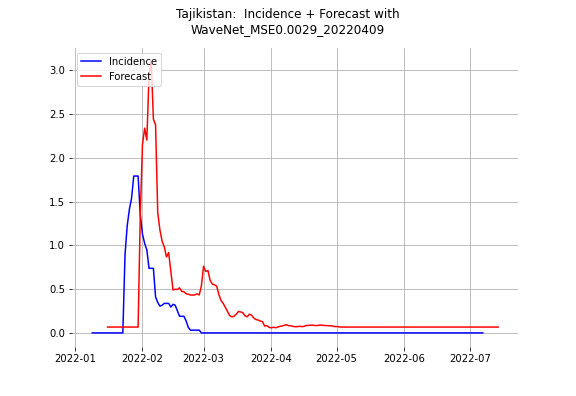 Tajikistan:  Incidence + Forecast with
WaveNet_MSE0.0029_20220409
Incidence
Forecast
3.0
2.5
2.0
1.5
1.0
0.5
0.0
2022-01 2022-02 2022-03 2022-04 2022-05 2022-06 2022-07